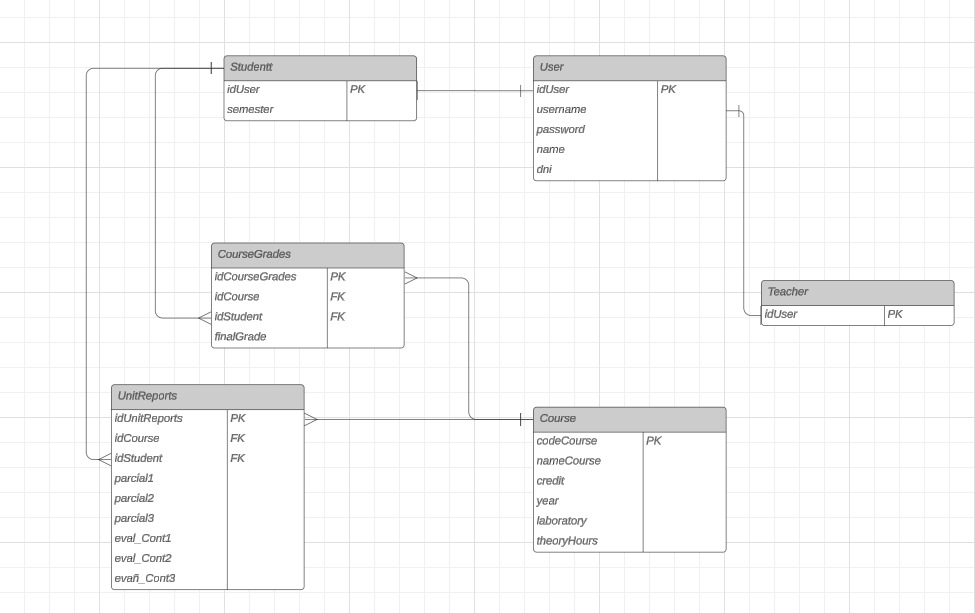 Studentt
idUser PK
semester
User
idUser PK
username
password
name
dni
CourseGrades
idCourseGrades PK
idCourse FK
idStudent FK
finalGrade
Teacher
idUser PK
UnitReports
idUnitReports PK
idCourse FK
idStudent FK
parcial1
parcial2
parcial3
eval_Cont1
eval_Cont2
evañ_Cont3
Course
codeCourse PK
nameCourse
credit
year
laboratory
theoryHours